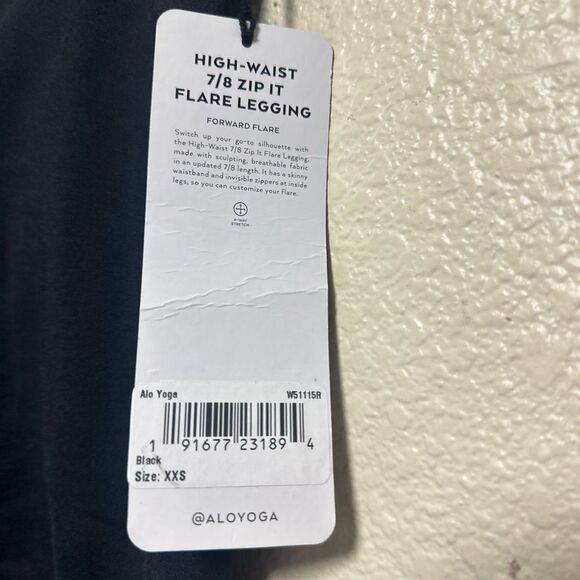 HIGH-WAIST
7/8 ZIP IT
FLARE LEGGING
FORWARD FLARE
Switch up your go-to silhouette with
the High-Waist 7/8 Zip It Flare Legging,
made with sculpting, breathable fabric
in an updated 7/8 length. It has a skinny
waistband and invisible zippers at inside
legs, so you can customize your flare.
4-WAY
STRETCH
Alo Yoga W51115R
1 91677 23189 4
Black
Size: XXS
@ALOYOGA